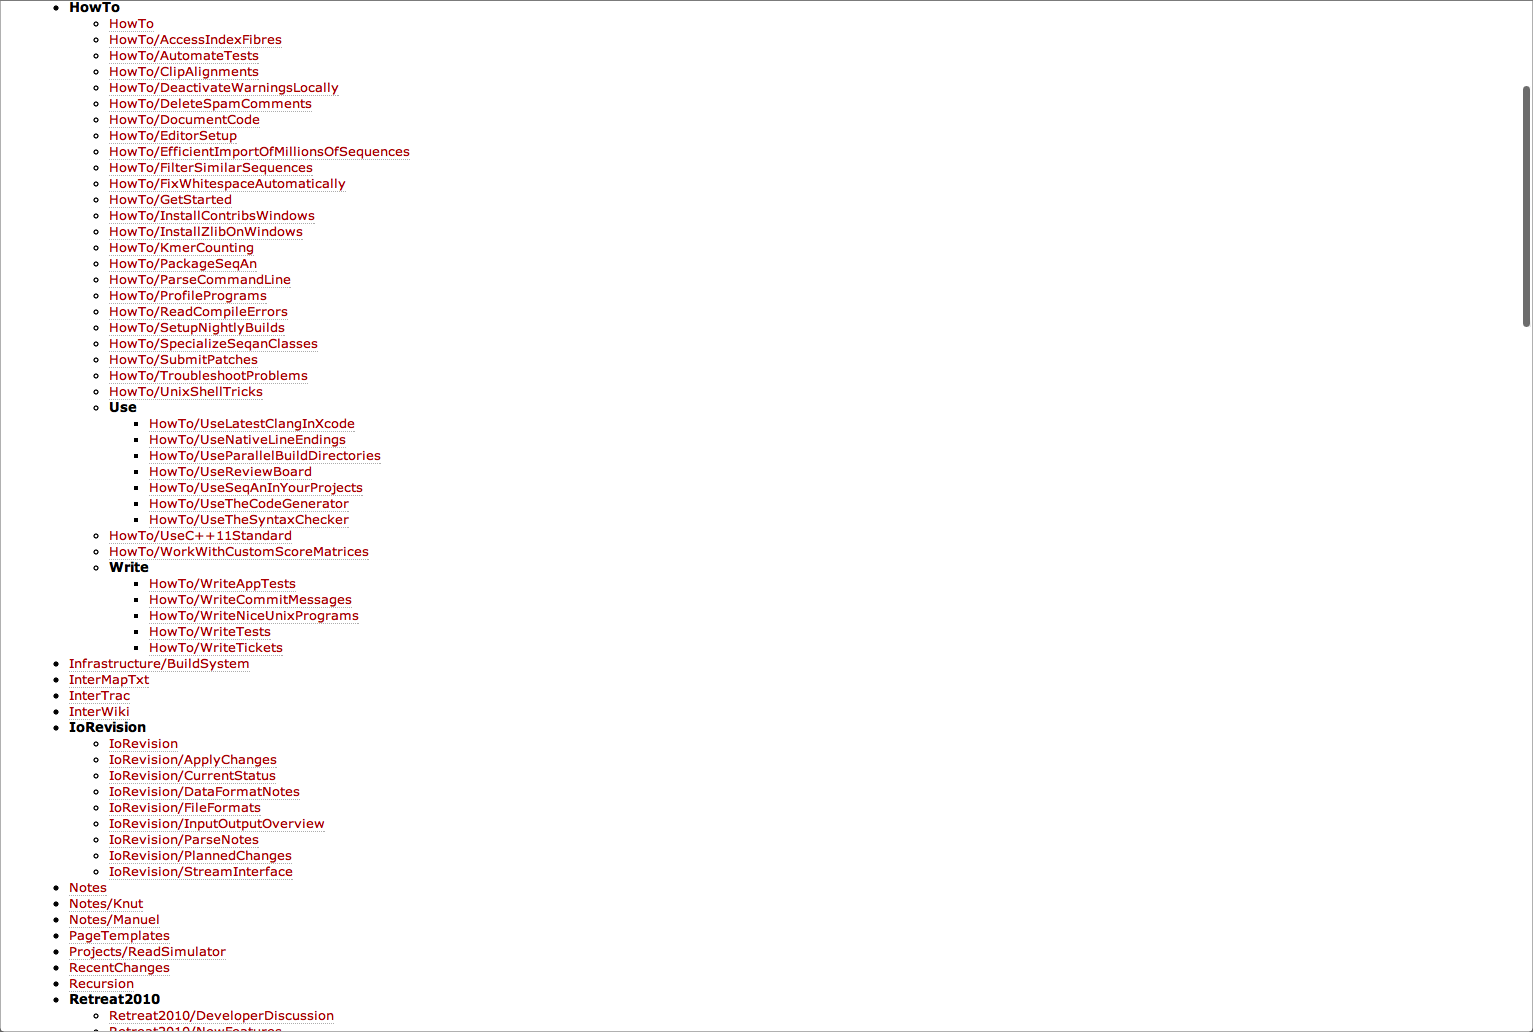 HowTo
HowTo
HowTo/AccessIndexFibres
HowTo/AutomateTests
HowTo/ClipAlignments
HowTo/DeactivateWarningsLocally
HowTo/DeleteSpamComments
HowTo/DocumentCode
HowTo/EditorSetup
HowTo/EfficientImportOfMillionsOfSequences
HowTo/FilterSimilarSequences
HowTo/FixWhitespaceAutomatically
HowTo/GetStarted
HowTo/InstallContribsWindows
HowTo/InstallZlibOnWindows
HowTo/KmerCounting
HowTo/PackageSeqAn
HowTo/ParseCommandLine
HowTo/ProfilePrograms
HowTo/ReadCompileErrors
HowTo/SetupNightlyBuilds
HowTo/SpecializeSeqanClasses
HowTo/SubmitPatches
HowTo/TroubleshootProblems
HowTo/UnixShellTricks
Use
HowTo/UseLatestClangInXcode
HowTo/UseNativeLineEndings
HowTo/UseParallelBuildDirectories
HowTo/UseReviewBoard
HowTo/UseSeqAnInYourProjects
HowTo/UseTheCodeGenerator
HowTo/UseTheSyntaxChecker
HowTo/UseC++11Standard
HowTo/WorkWithCustomScoreMatrices
Write
HowTo/WriteAppTests
HowTo/WriteCommitMessages
HowTo/WriteNiceUnixPrograms
HowTo/WriteTests
HowTo/WriteTickets
Infrastructure/BuildSystem
InterMapTxt
InterTrac
InterWiki
IoRevision
IoRevision
IoRevision/ApplyChanges
IoRevision/CurrentStatus
IoRevision/DataFormatNotes
IoRevision/FileFormats
IoRevision/InputOutputOverview
IoRevision/ParseNotes
IoRevision/PlannedChanges
IoRevision/StreamInterface
Notes
Notes/Knut
Notes/Manuel
PageTemplates
Projects/ReadSimulator
RecentChanges
Recursion
Retreat2010
Retreat2010/DeveloperDiscussion
Retreat2010/NewFeatures